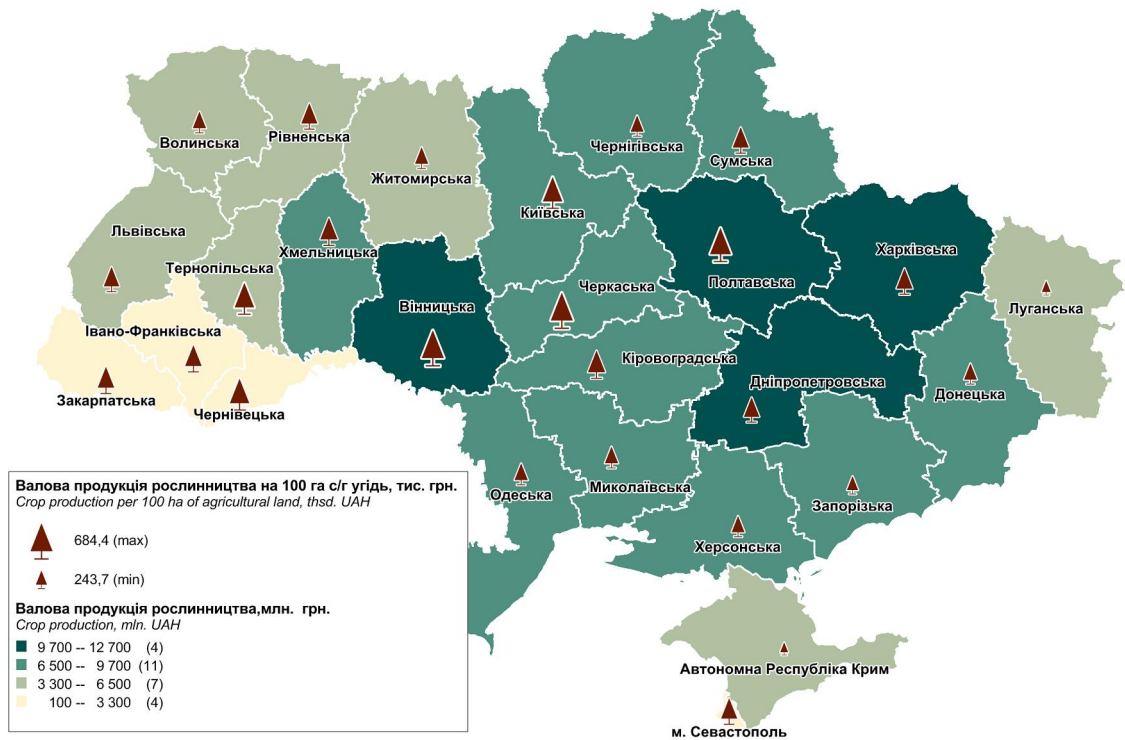 Волинська
Рівненська
Житомирська
Чернігівська
Сумська
Київська
Львівська
Хмельницька
Тернопільська
Вінницька
Черкаська
Полтавська
Харківська
Луганська
Івано-Франківська
Закарпатська
Чернівецька
Кіровоградська
Дніпропетровська
Донецька
Одеська
Миколаївська
Запорізька
Херсонська
Автономна Республіка Крим
м. Севастополь
Валова продукція рослинництва на 100 га с/г угідь, тис. грн.
Crop production per 100 ha of agricultural land, thsd. UAH
684,4 (max)
243,7 (min)
Валова продукція рослинництва,млн. грн.
Crop production, mln. UAH
9 700 -- 12 700 (4)
6 500 -- 9 700 (11)
3 300 -- 6 500 (7)
100 -- 3 300 (4)